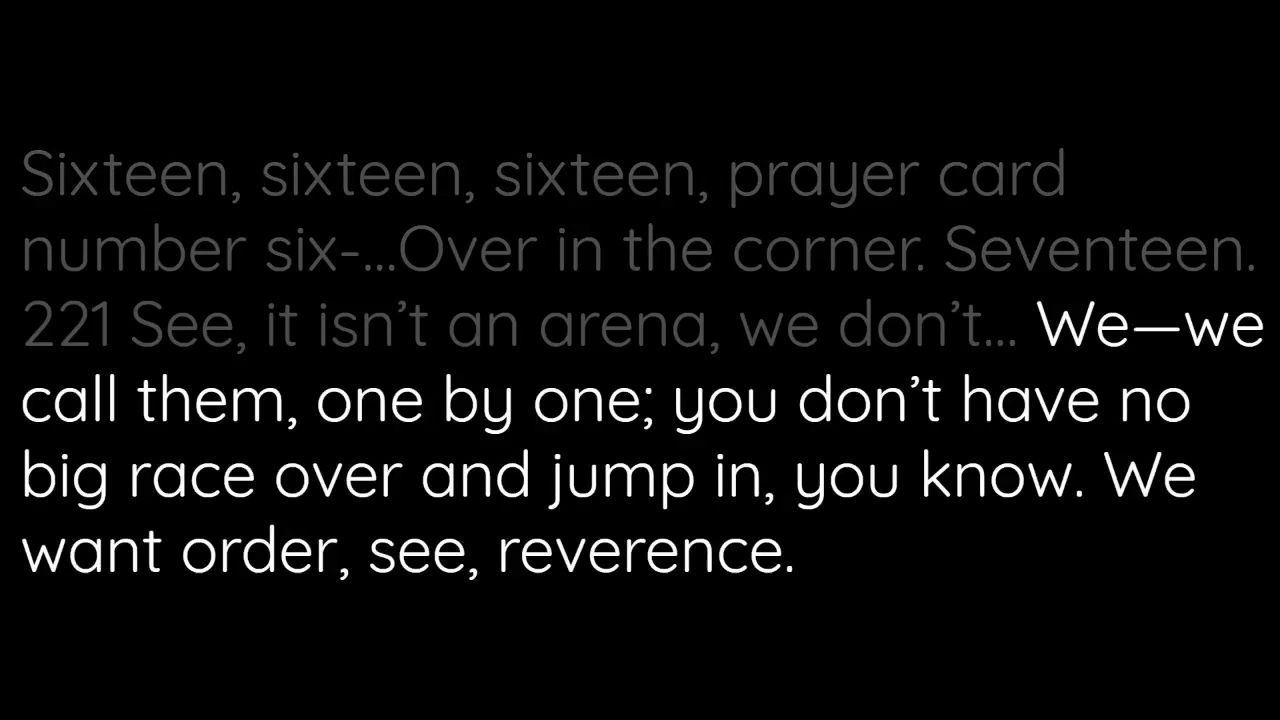 Sixteen, sixteen, sixteen, prayer card
number six-...Over in the corner. Seventeen.
221 See, it isn’t an arena, we don’t... We—we
call them, one by one; you don’t have no
big race over and jump in, you know. We
want order, see, reverence.